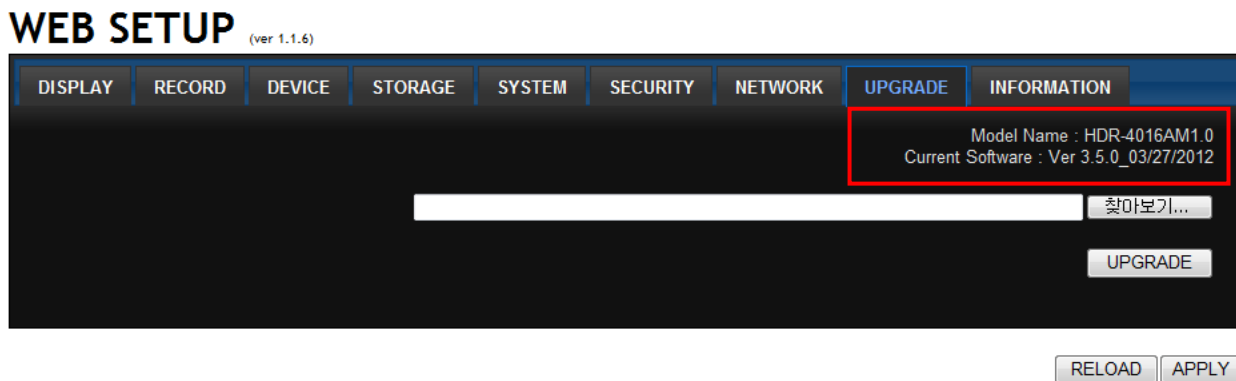 WEB SETUP (ver 1.1.6)
DISPLAY RECORD DEVICE STORAGE SYSTEM SECURITY NETWORK UPGRADE INFORMATION
Model Name : HDR-4016AM1.0
Current Software : Ver 3.5.0_03/27/2012
찾아보기...
UPGRADE
RELOAD APPLY